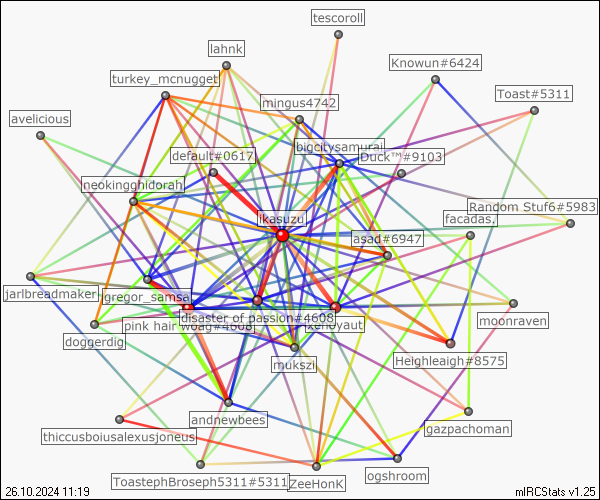 tescoroll
lahnk
Knowun#6424
turkey_mcnugget
Toast#5311
mingus4742
avelicious
bigcitysamurai
default#0617
Duck™#9103
neokingghidorah
Random Stuf6#5983
ikasuzu
facadas,
asad#6947
jarlbreadmaker
gregor_samsa
moonraven
disaster of passion#4608
pink hair
xenoyaut
doggerdig
Heighleaigh#8575
mukszi
andnewbees
gazpachoman
thiccusboiusalexusjoneus
ogshroom
ToastephBroseph5311#5311
ZeeHonK
26.10.2024 11:19
mIRCStats v1.25